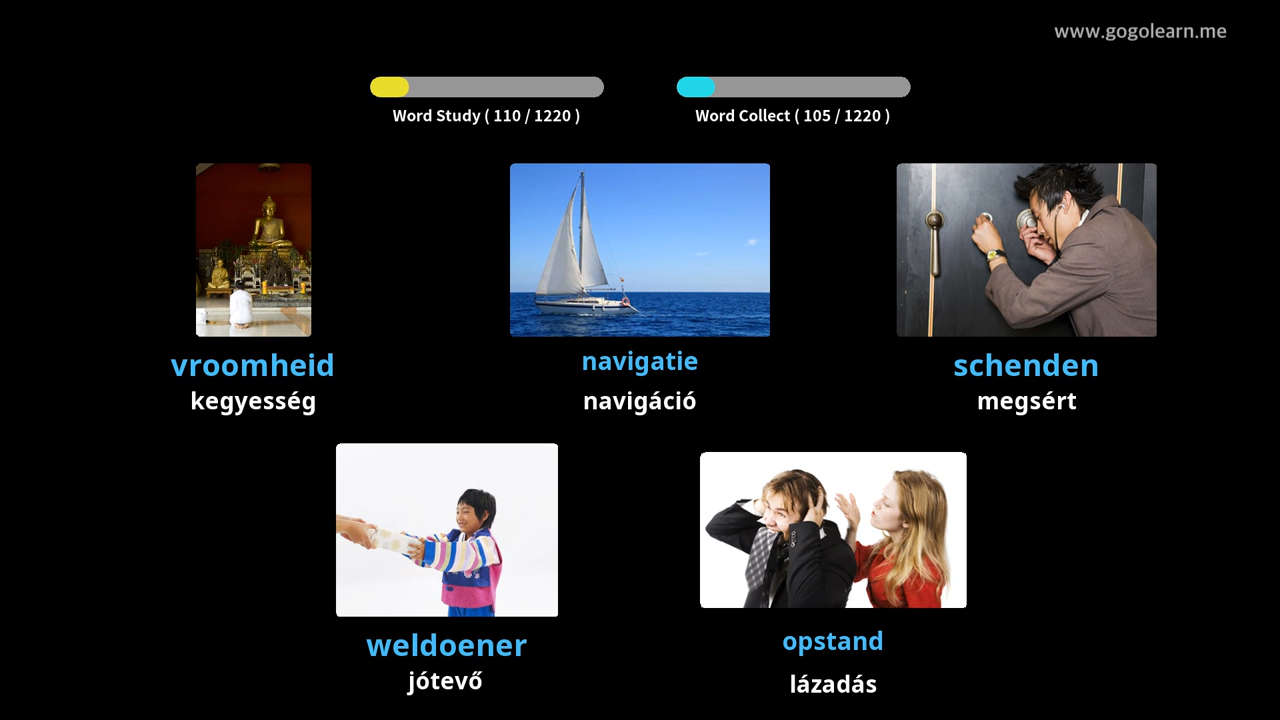 www.gogolearn.me
Word Study ( 110 / 1220 )
Word Collect ( 105 / 1220 )
vroomheid
kegyesség
navigatie
navigáció
schenden
megsért
weldoener
jótevő
opstand
lázadás